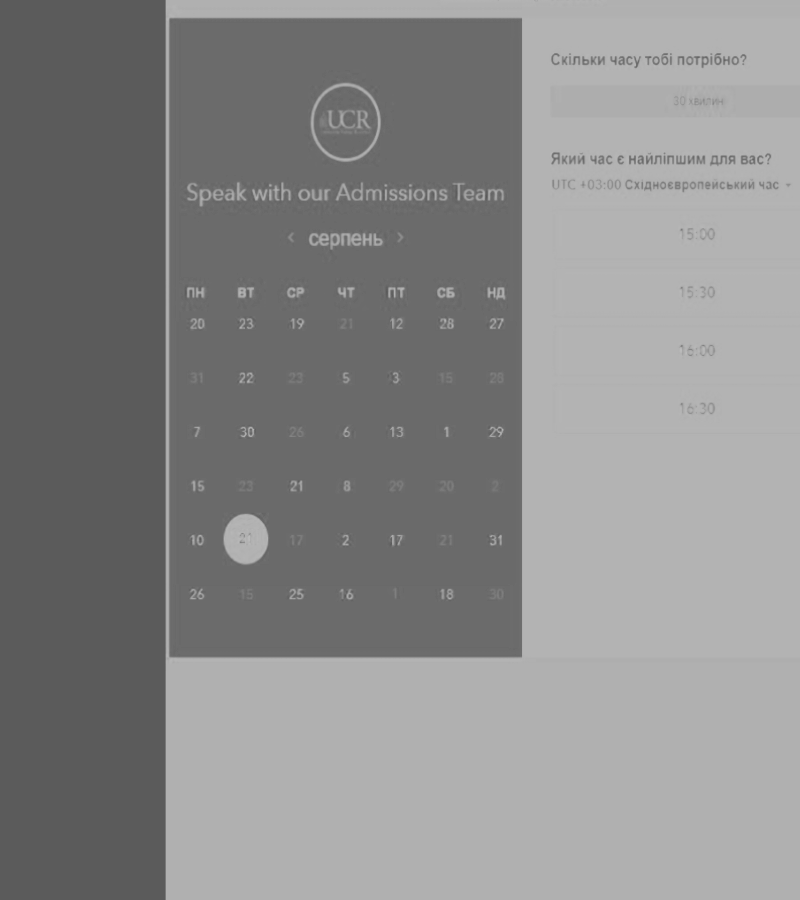 UCR
Speak with our Admissions Team
< серпень >
ПН ВТ СР ЧТ ПТ СБ НД
20 23 19 21 12 28 27
31 22 23 5 3 15 28
7 30 26 6 13 1 29
15 23 21 8 29 20 2
10 21 17 2 17 21 31
26 15 25 16 1 18 30
Скільки часу тобі потрібно?
30 хвилин
Який час є найліпшим для вас?
UTC +03:00 Східноєвропейський час
15:00
15:30
16:00
16:30